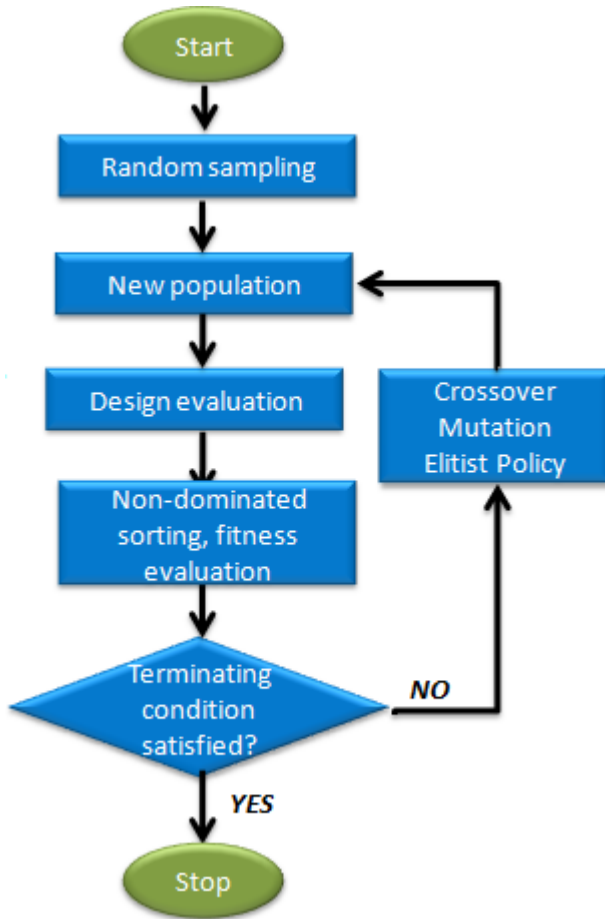 Start
Random sampling
New population
Design evaluation
Crossover
Mutation
Elitist Policy
Non-dominated
sorting, fitness
evaluation
Terminating
condition
satisfied?
NO
YES
Stop